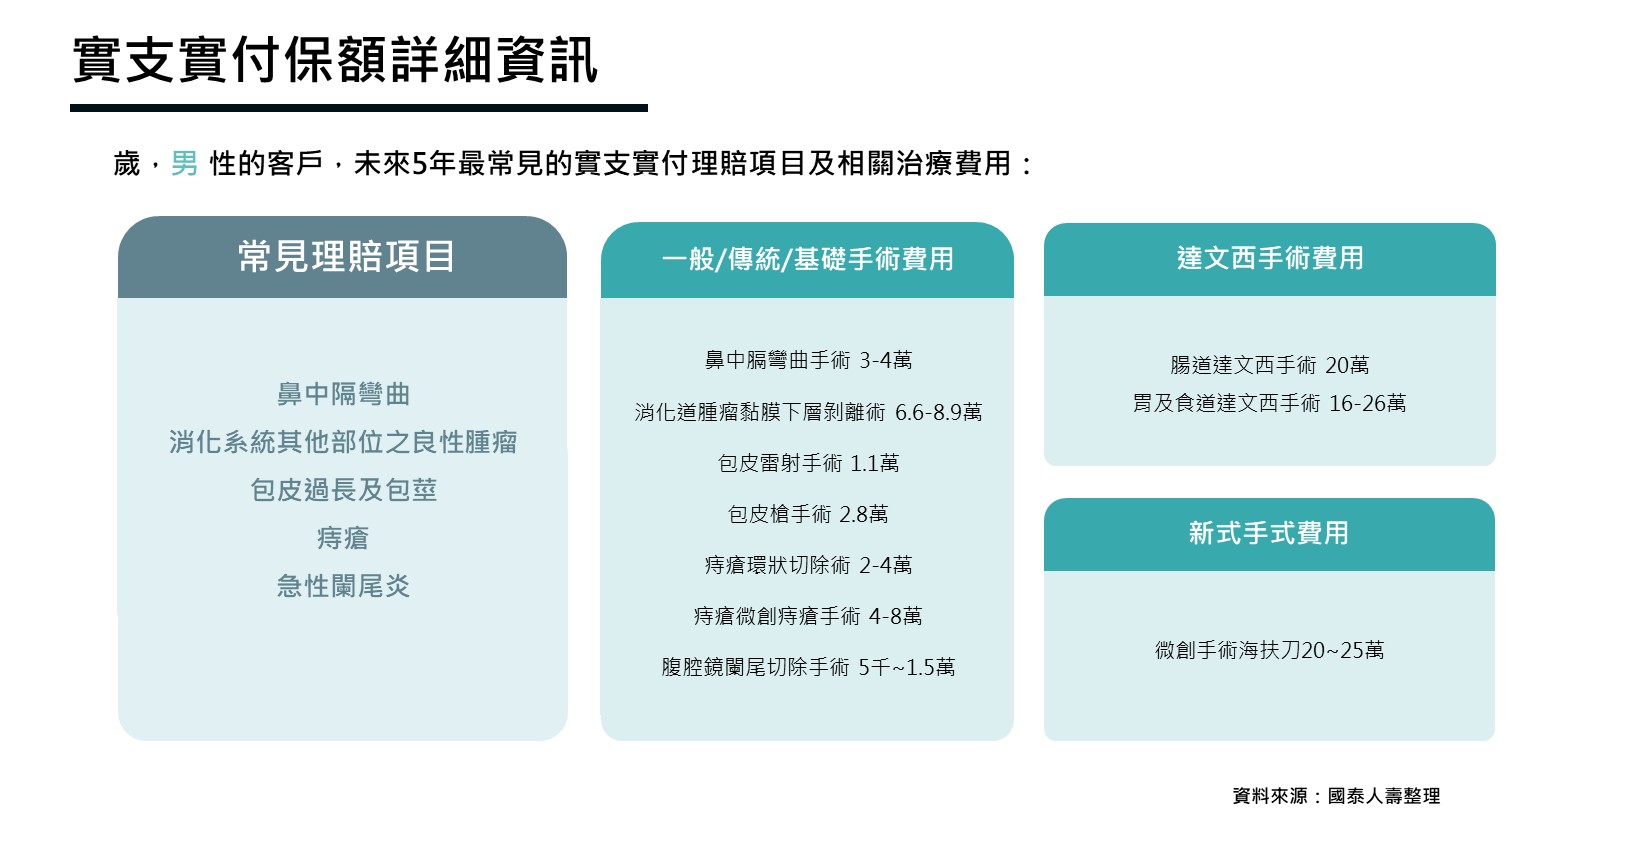 實支實付保額詳細資訊
歲，男 性的客戶，未來5年最常見的實支實付理賠項目及相關治療費用：
常見理賠項目
鼻中隔彎曲
消化系統其他部位之良性腫瘤
包皮過長及包莖
痔瘡
急性闌尾炎
一般/傳統/基礎手術費用
鼻中膈彎曲手術 3-4萬
消化道腫瘤黏膜下層剝離術 6.6-8.9萬
包皮雷射手術 1.1萬
包皮槍手術 2.8萬
痔瘡環狀切除術 2-4萬
痔瘡微創痔瘡手術 4-8萬
腹腔鏡闌尾切除手術 5千~1.5萬
達文西手術費用
腸道達文西手術 20萬
胃及食道達文西手術 16-26萬
新式手式費用
微創手術海扶刀20~25萬
資料來源：國泰人壽整理